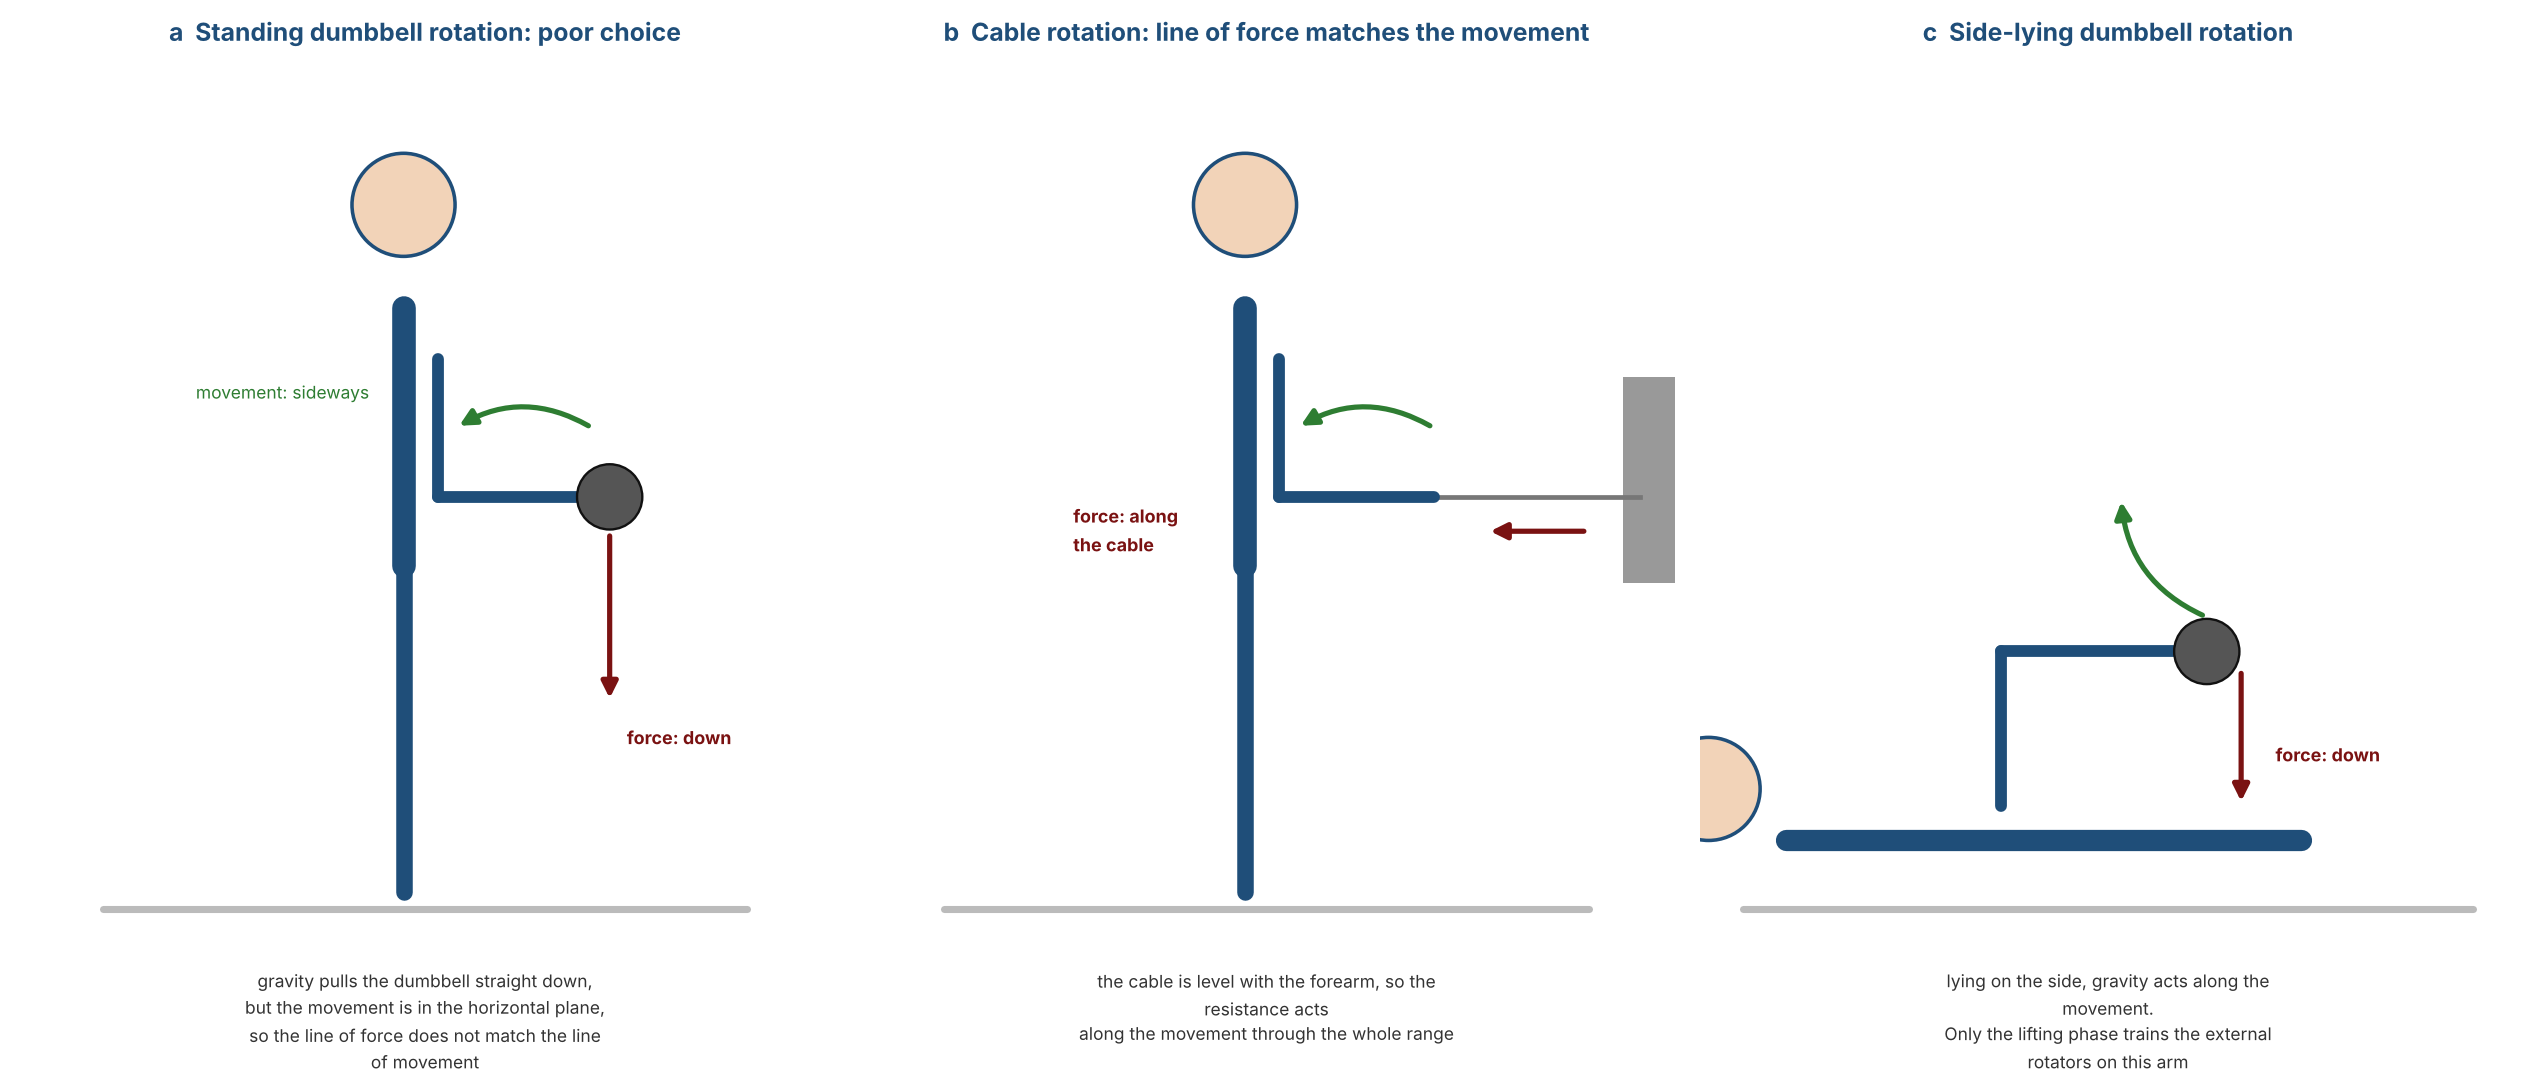 a Standing dumbbell rotation: poor choice
movement: sideways
force: down
gravity pulls the dumbbell straight down,
but the movement is in the horizontal plane,
so the line of force does not match the line
of movement
b Cable rotation: line of force matches the movement
force: along
the cable
the cable is level with the forearm, so the
resistance acts
along the movement through the whole range
c Side-lying dumbbell rotation
force: down
lying on the side, gravity acts along the
movement.
Only the lifting phase trains the external
rotators on this arm